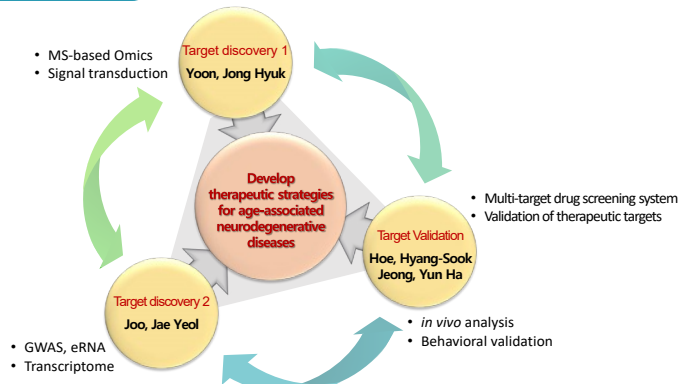 • MS-based Omics
• Signal transduction
Target discovery 1
Yoon, Jong Hyuk
Develop
therapeutic strategies
for age-associated
neurodegenerative
diseases
• Multi-target drug screening system
• Validation of therapeutic targets
Target Validation
Hoe, Hyang-Sook
Jeong, Yun Ha
Target discovery 2
Joo, Jae Yeol
• in vivo analysis
• Behavioral validation
• GWAS, eRNA
• Transcriptome